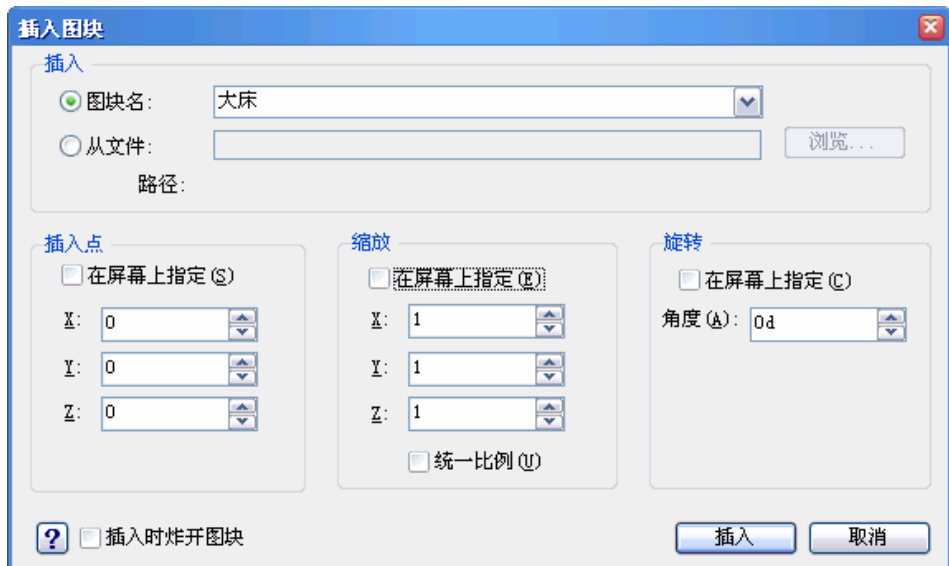 插入图块
插入
图块名: 大床
从文件: 浏览...
路径:
插入点 缩放 旋转
在屏幕上指定(S) 在屏幕上指定(E) 在屏幕上指定(C)
X: 0 X: 1 角度(A): 0d
Y: 0 Y: 1
Z: 0 Z: 1
统一比例(U)
? 插入时炸开图块 插入 取消